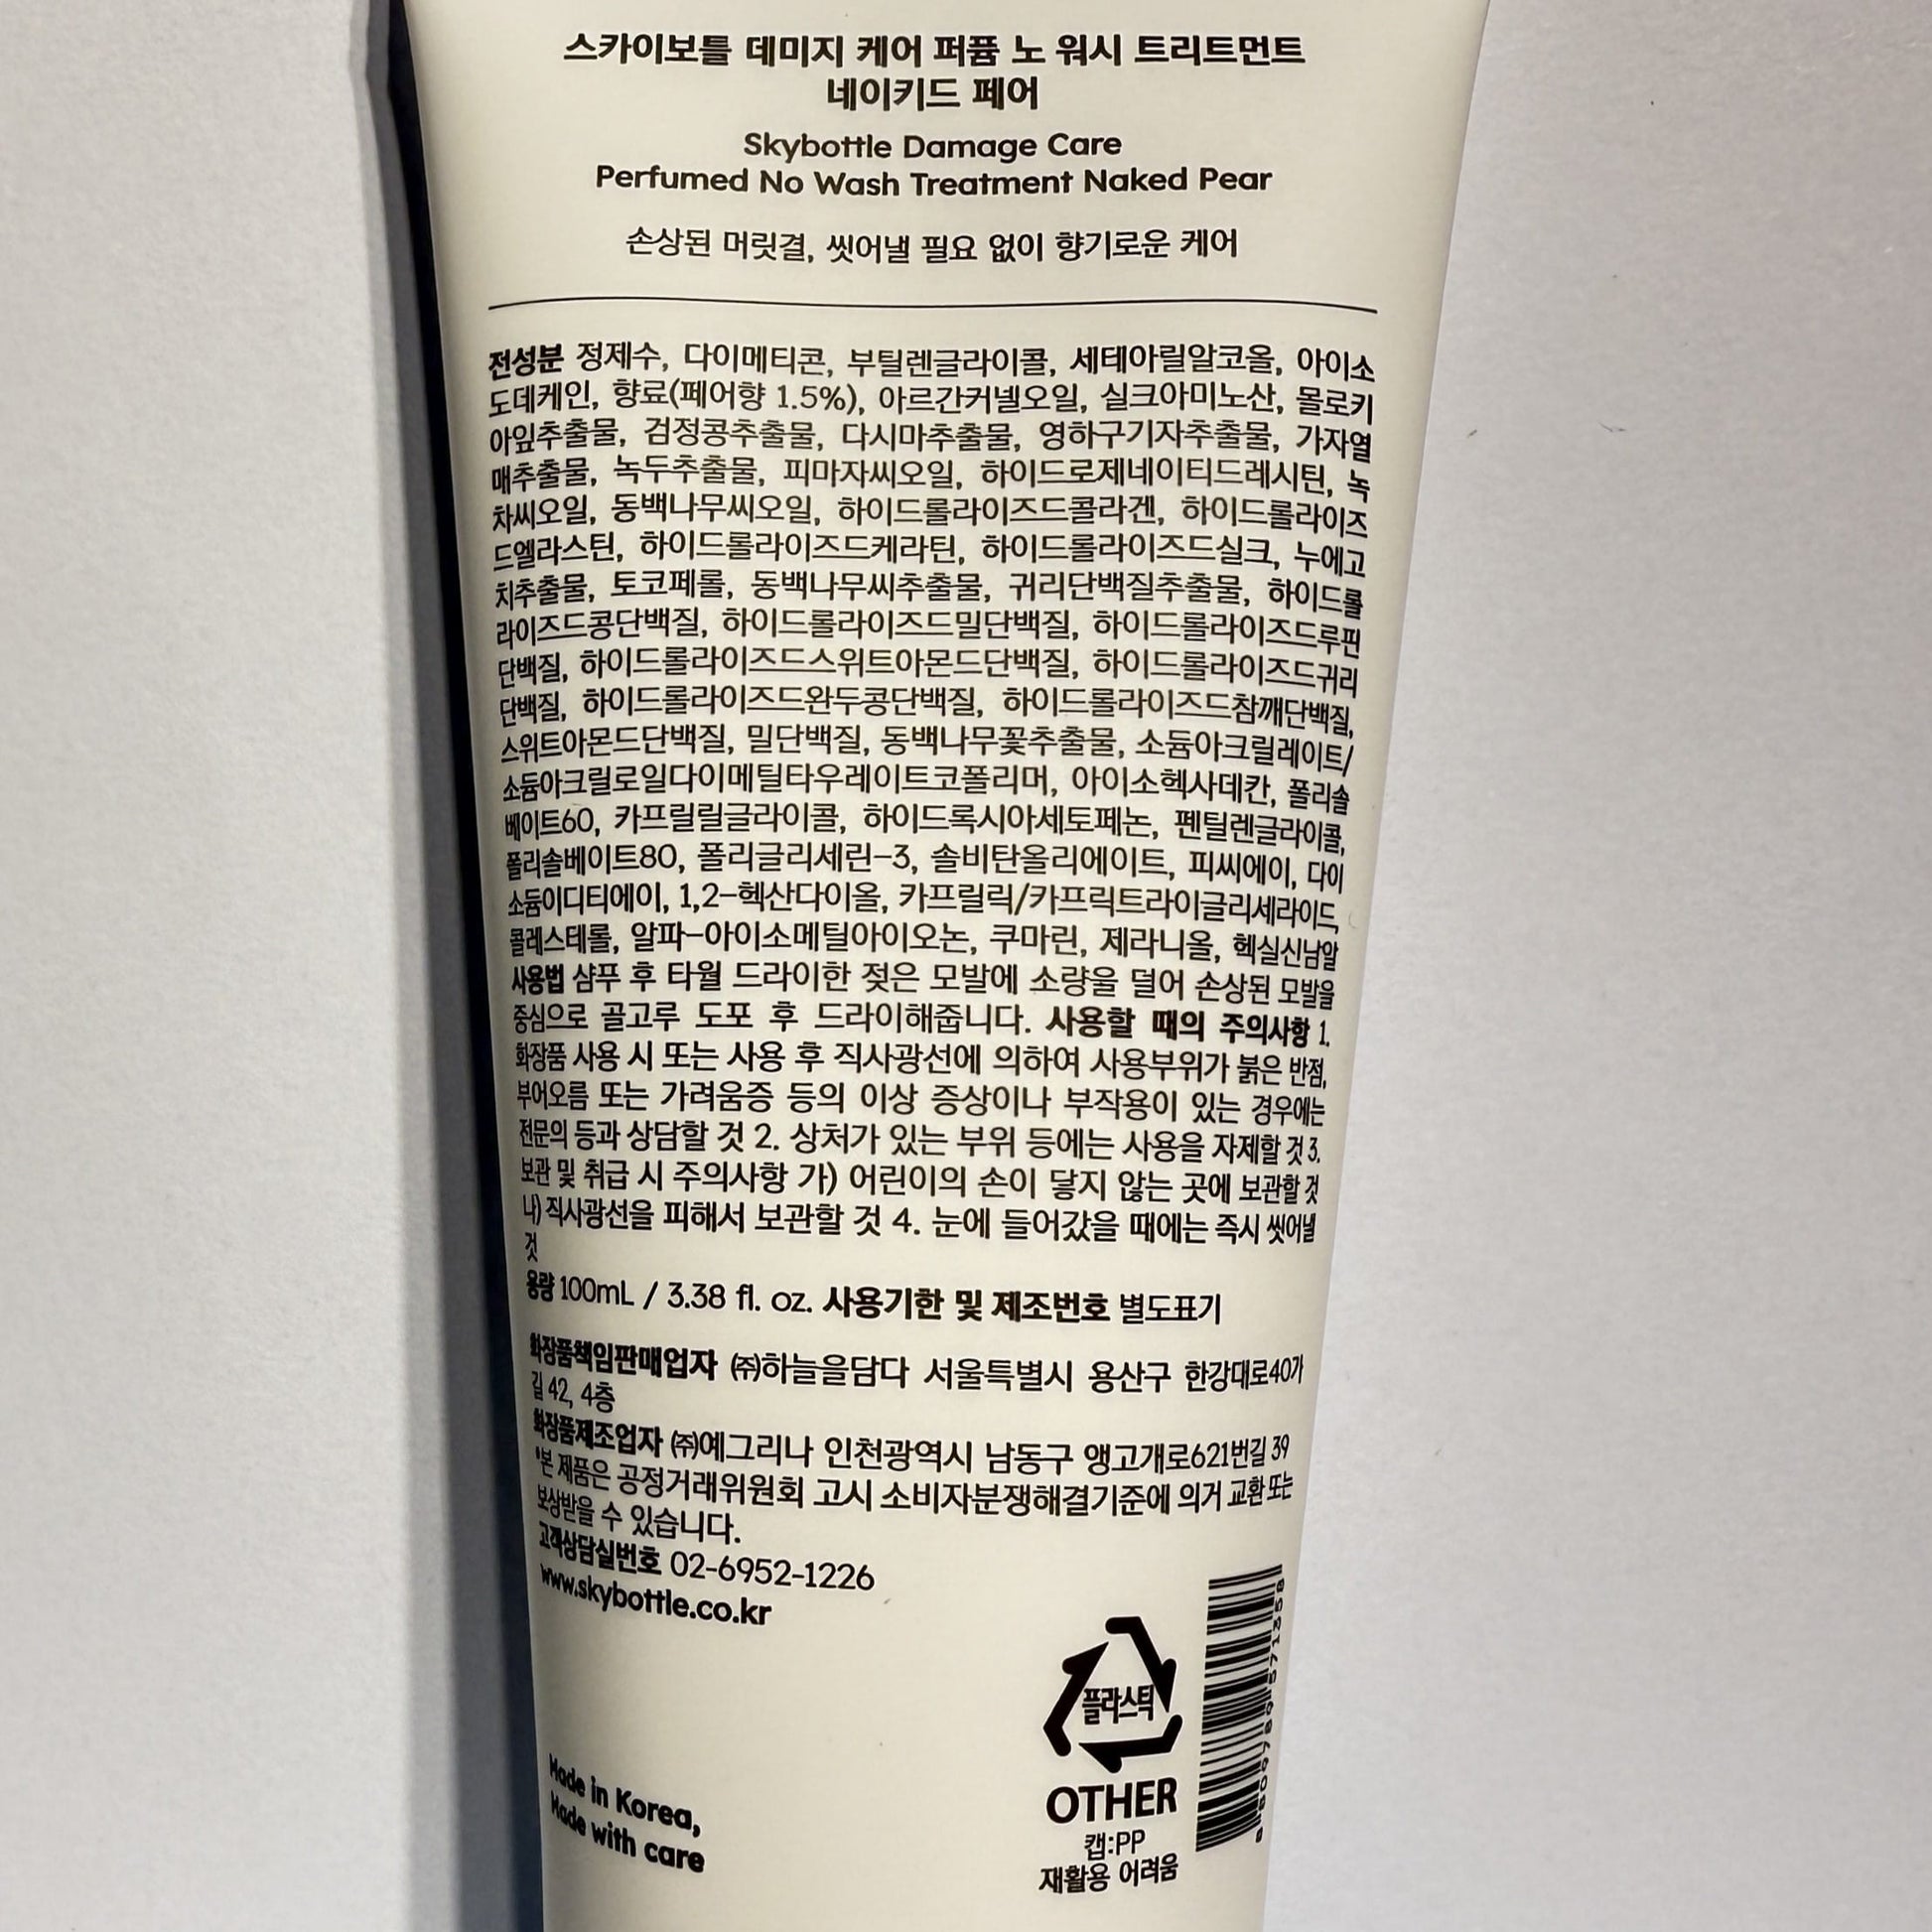 스카이보틀 데미지 케어 퍼퓸 노 워시 트리트먼트
네이키드 페어
Skybottle Damage Care
Perfumed No Wash Treatment Naked Pear
손상된 머릿결, 씻어낼 필요 없이 향기로운 케어
전성분 정제수, 다이메티콘, 부틸렌글라이콜, 세테아릴알코올, 아이소
도데케인, 향료(페어향 1.5%), 아르간커넬오일, 실크아미노산, 몰로키
아잎추출물, 검정콩추출물, 다시마추출물, 영하구기자추출물, 가자열
매추출물, 녹두추출물, 피마자씨오일, 하이드로제네이티드레시틴, 녹
차씨오일, 동백나무씨오일, 하이드롤라이즈드콜라겐, 하이드롤라이즈
드엘라스틴, 하이드롤라이즈드케라틴, 하이드롤라이즈드실크, 누에고
치추출물, 토코페롤, 동백나무씨추출물, 귀리단백질추출물, 하이드롤
라이즈드콩단백질, 하이드롤라이즈드밀단백질, 하이드롤라이즈드루핀
단백질, 하이드롤라이즈드스위트아몬드단백질, 하이드롤라이즈드귀리
단백질, 하이드롤라이즈드완두콩단백질, 하이드롤라이즈드참깨단백질,
스위트아몬드단백질, 밀단백질, 동백나무꽃추출물, 소듐아크릴레이트/
소듐아크릴로일다이메틸타우레이트코폴리머, 아이소헥사데칸, 폴리솔
베이트60, 카프릴릴글라이콜, 하이드록시아세토페논, 펜틸렌글라이콜,
폴리솔베이트80, 폴리글리세린-3, 솔비탄올리에이트, 피씨에이, 다이
소듐이디티에이, 1,2-헥산다이올, 카프릴릭/카프릭트라이글리세라이드,
콜레스테롤, 알파-아이소메틸아이오논, 쿠마린, 제라니올, 헥실신남알
사용법 샴푸 후 타월 드라이한 젖은 모발에 소량을 덜어 손상된 모발을
중심으로 골고루 도포 후 드라이해줍니다. 사용할 때의 주의사항 1.
화장품 사용 시 또는 사용 후 직사광선에 의하여 사용부위가 붉은 반점,
부어오름 또는 가려움증 등의 이상 증상이나 부작용이 있는 경우에는
전문의 등과 상담할 것 2. 상처가 있는 부위 등에는 사용을 자제할 것 3.
보관 및 취급 시 주의사항 가) 어린이의 손이 닿지 않는 곳에 보관할 것
나) 직사광선을 피해서 보관할 것 4. 눈에 들어갔을 때에는 즉시 씻어낼
것
용량 100mL / 3.38 fl. oz. 사용기한 및 제조번호 별도표기
화장품책임판매업자 ㈜하늘을담다 서울특별시 용산구 한강대로40가
길 42, 4층
화장품제조업자 ㈜예그리나 인천광역시 남동구 앵고개로621번길 39
*본 제품은 공정거래위원회 고시 소비자분쟁해결기준에 의거 교환 또는
보상받을 수 있습니다.
고객상담실번호 02-6952-1226
www.skybottle.co.kr
플라스틱
OTHER
캡:PP
재활용 어려움
Made in Korea,
Made with care